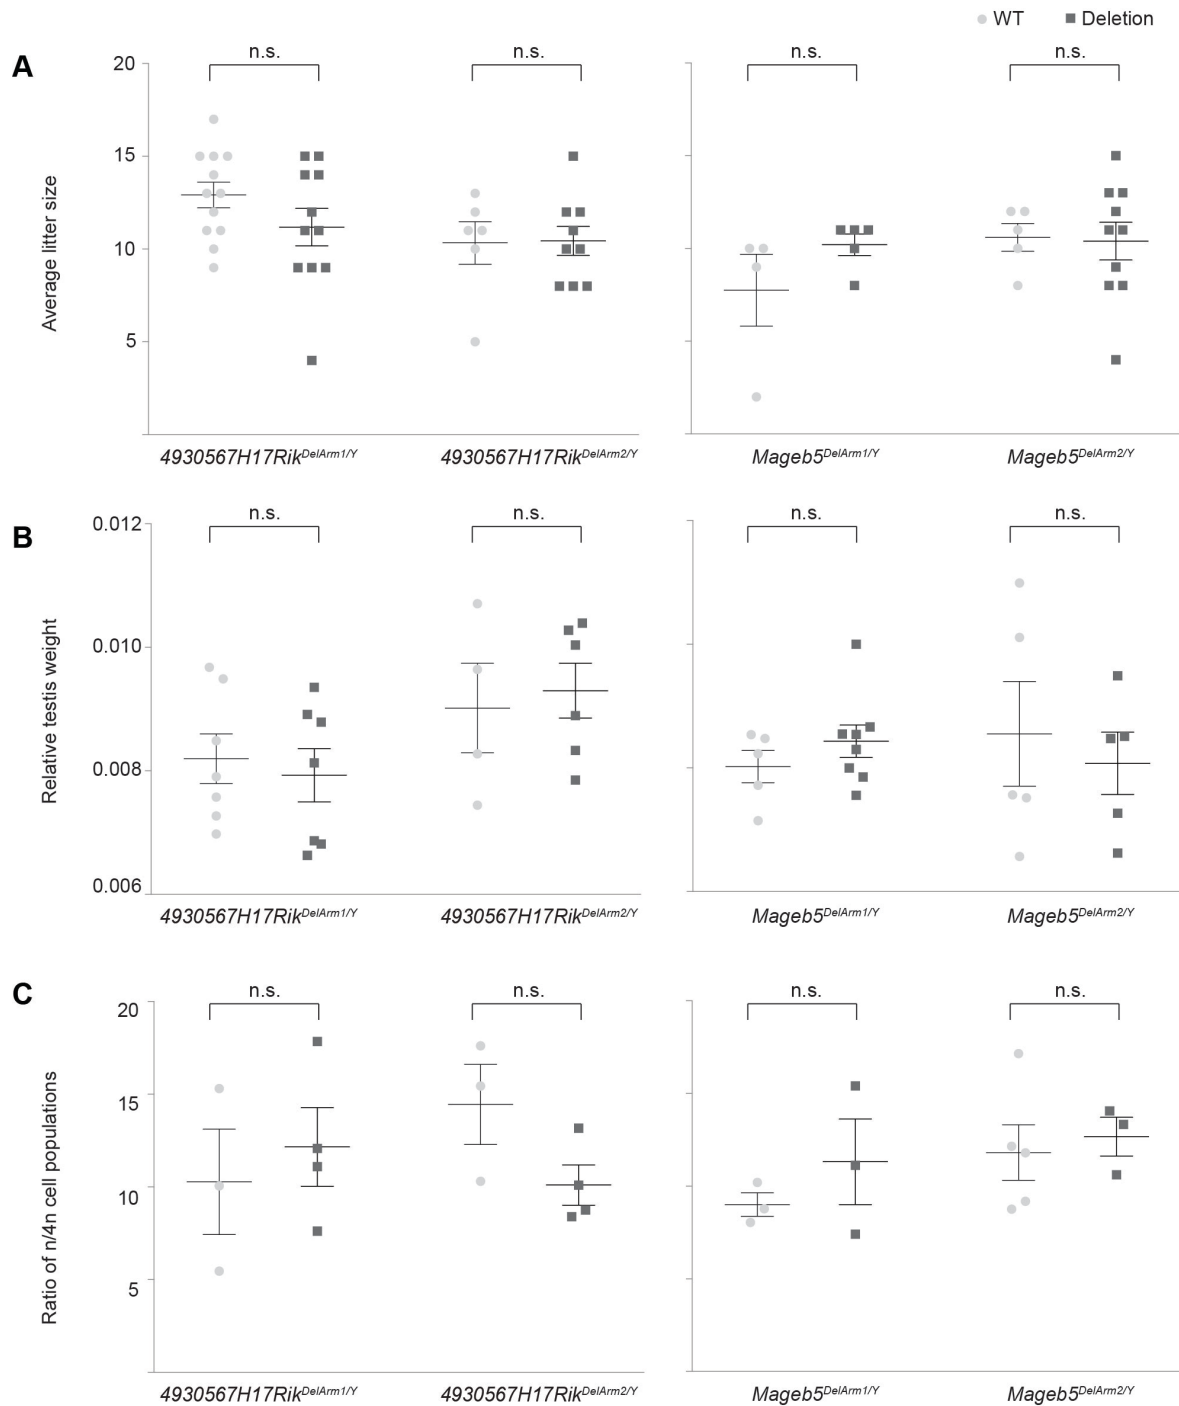 WT Deletion
A
n.s. n.s. n.s. n.s.
20
15
10
5
Average litter size
4930567H17Rik^DelArm1/Y 4930567H17Rik^DelArm2/Y Mageb5^DelArm1/Y Mageb5^DelArm2/Y
B
n.s. n.s. n.s. n.s.
0.012
0.010
0.008
0.006
Relative testis weight
4930567H17Rik^DelArm1/Y 4930567H17Rik^DelArm2/Y Mageb5^DelArm1/Y Mageb5^DelArm2/Y
C
n.s. n.s. n.s. n.s.
20
15
10
5
Ratio of n/4n cell populations
4930567H17Rik^DelArm1/Y 4930567H17Rik^DelArm2/Y Mageb5^DelArm1/Y Mageb5^DelArm2/Y